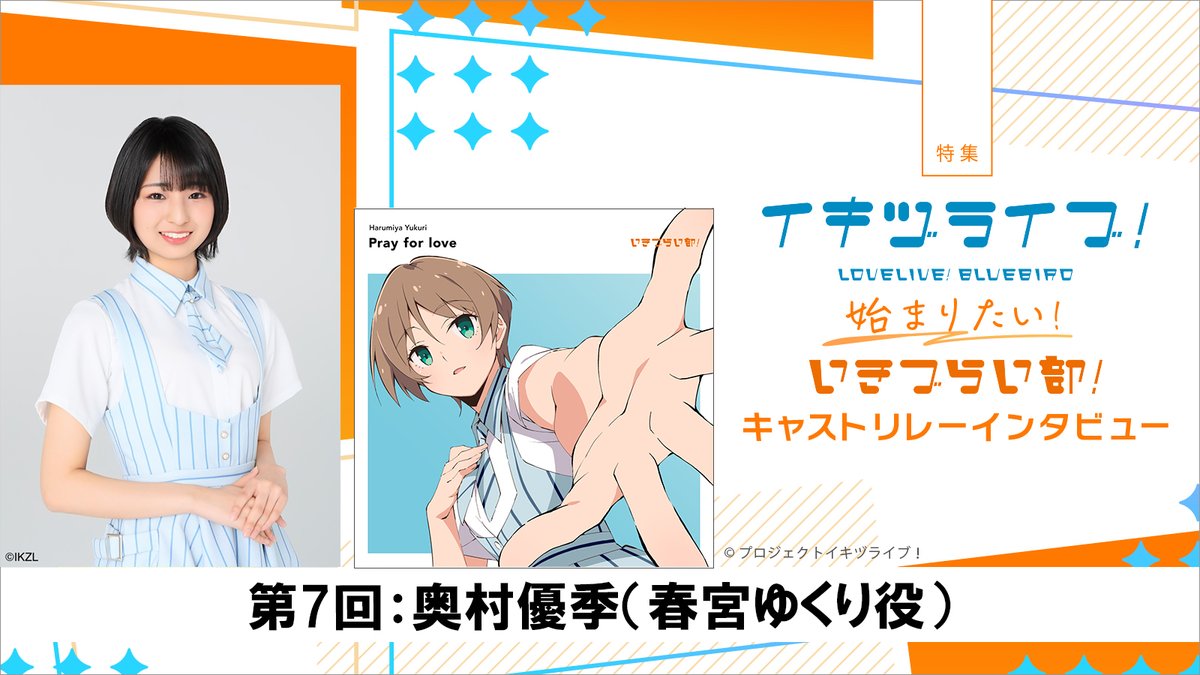 特集
イキヅライブ!
LOVELIVE! BLUEBIRD
始まりたい!
いきづらい部!
キャストリレーインタビュー
Harumiya Yukuri
Pray for love
いきづらい部!
©IKZL
© プロジェクトイキヅライブ!
第7回:奥村優季(春宮ゆくり役)